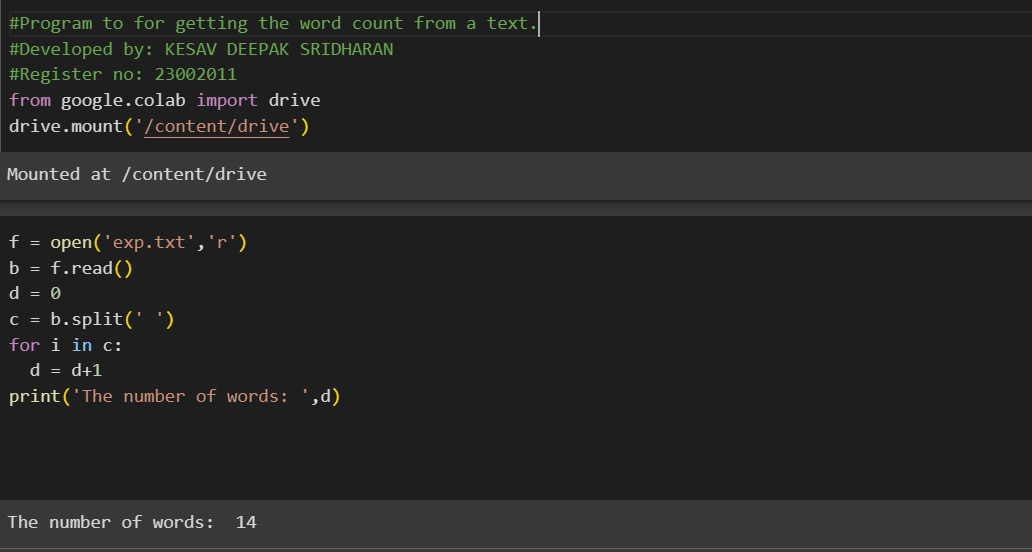 #Program to for getting the word count from a text.
#Developed by: KESAV DEEPAK SRIDHARAN
#Register no: 23002011
from google.colab import drive
drive.mount('/content/drive')
Mounted at /content/drive
f = open('exp.txt','r')
b = f.read()
d = 0
c = b.split(' ')
for i in c:
  d = d+1
print('The number of words: ',d)
The number of words:  14